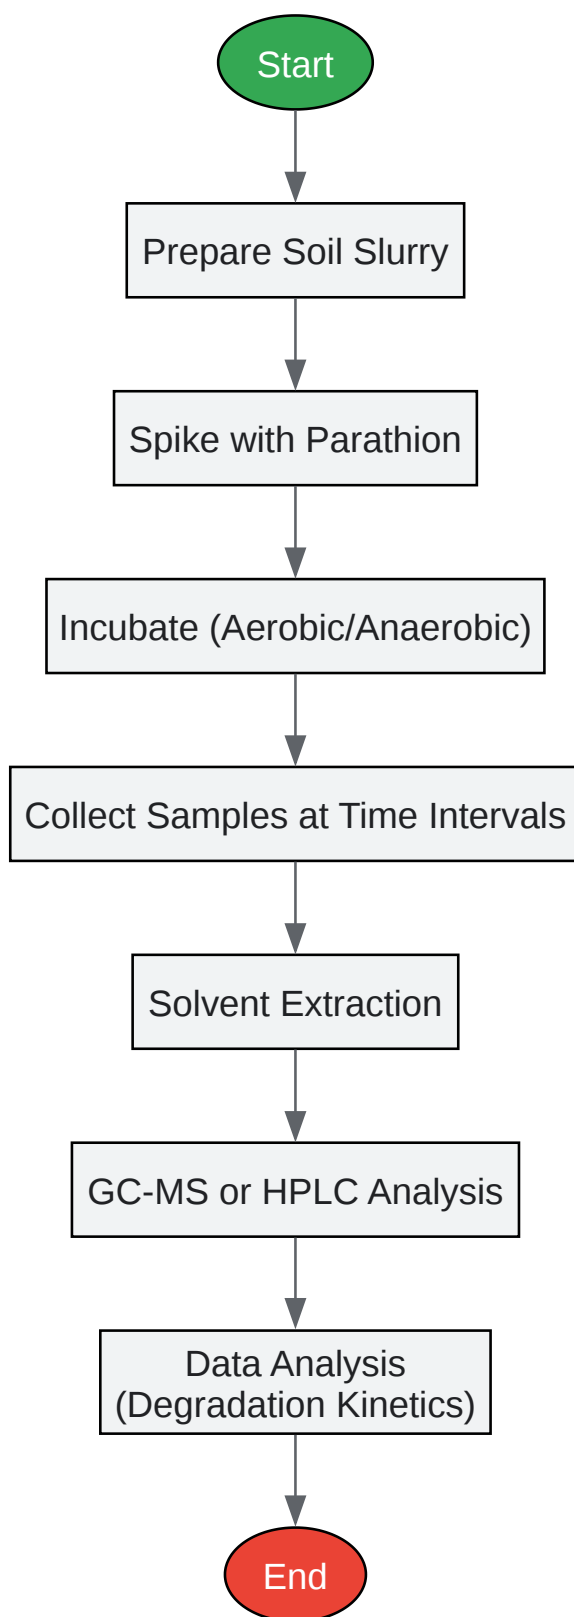 Start
Prepare Soil Slurry
Spike with Parathion
Incubate (Aerobic/Anaerobic)
Collect Samples at Time Intervals
Solvent Extraction
GC-MS or HPLC Analysis
Data Analysis
(Degradation Kinetics)
End